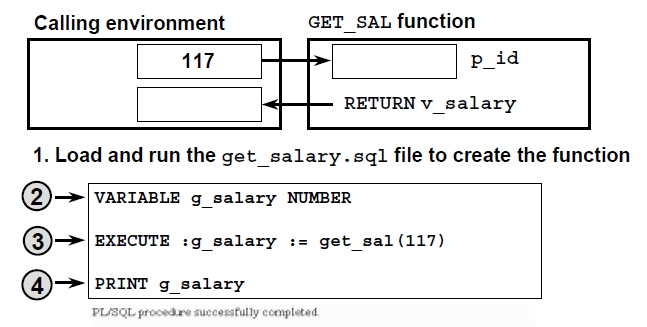 Calling environment GET_SAL function
117 p_id
RETURN v_salary
1. Load and run the get_salary.sql file to create the function
2 VARIABLE g_salary NUMBER
3 EXECUTE :g_salary := get_sal(117)
4 PRINT g_salary
PL/SQL procedure successfully completed.